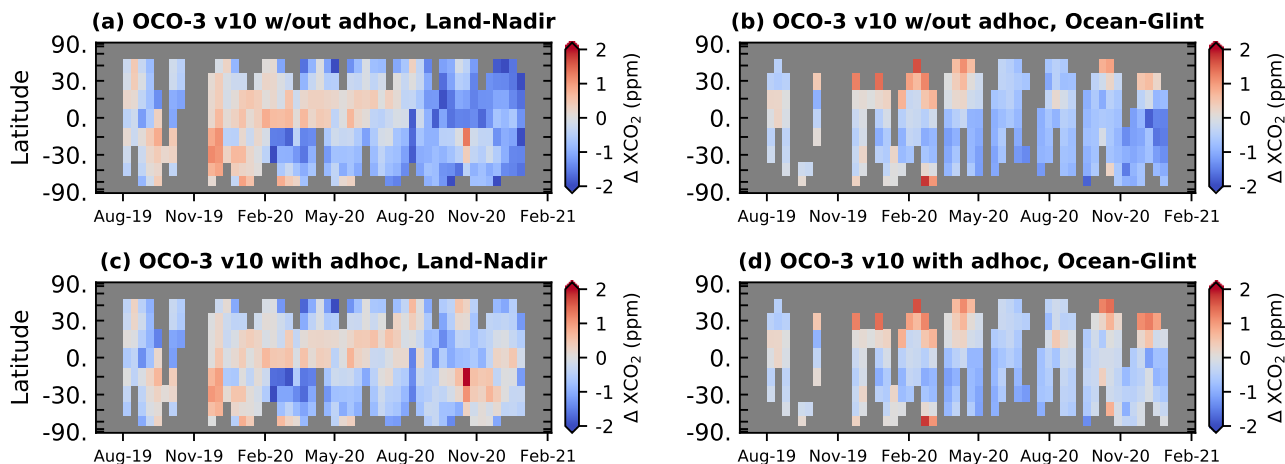 (a) OCO-3 v10 w/out adhoc, Land-Nadir
90.
30.
0.
-30.
-90.
Latitude
Aug-19 Nov-19 Feb-20 May-20 Aug-20 Nov-20 Feb-21
2
1
0
-1
-2
Δ XCO₂ (ppm)
(b) OCO-3 v10 w/out adhoc, Ocean-Glint
90.
30.
0.
-30.
-90.
Aug-19 Nov-19 Feb-20 May-20 Aug-20 Nov-20 Feb-21
2
1
0
-1
-2
Δ XCO₂ (ppm)
(c) OCO-3 v10 with adhoc, Land-Nadir
90.
30.
0.
-30.
-90.
Latitude
Aug-19 Nov-19 Feb-20 May-20 Aug-20 Nov-20 Feb-21
2
1
0
-1
-2
Δ XCO₂ (ppm)
(d) OCO-3 v10 with adhoc, Ocean-Glint
90.
30.
0.
-30.
-90.
Aug-19 Nov-19 Feb-20 May-20 Aug-20 Nov-20 Feb-21
2
1
0
-1
-2
Δ XCO₂ (ppm)